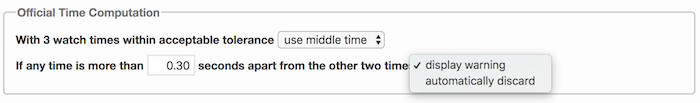 Official Time Computation
With 3 watch times within acceptable tolerance use middle time
If any time is more than 0.30 seconds apart from the other two time ✓ display warning
automatically discard